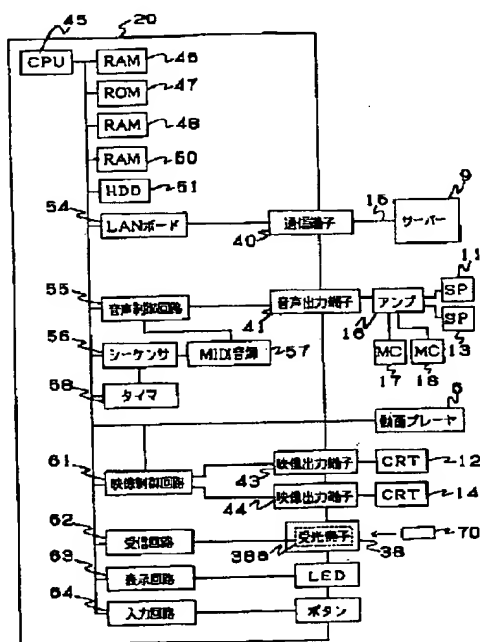 45
20
CPU
RAM
46
ROM
47
RAM
48
RAM
50
HDD
51
54
LANボード
通信端子
40
15
9
サーバー
55
音声制御回路
音声出力端子
41
アンプ
16
11
SP
SP
13
MC
MC
17
18
56
シーケンサ
MIDI音源
57
58
タイマ
動画プレーヤ
61
映像制御回路
映像出力端子
43
CRT
12
映像出力端子
44
CRT
14
62
受信回路
受光素子
38a
38
70
63
表示回路
LED
64
入力回路
ボタン